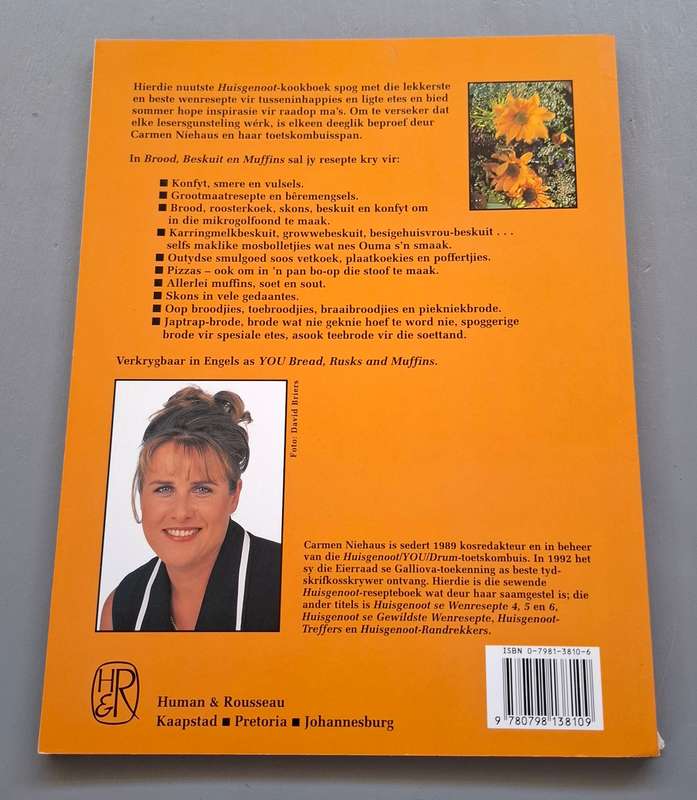 Hierdie nuutste Huisgenoot-kookboek spog met die lekkerste
en beste wenresepte vir tusseninhappies en ligte etes en bied
sommer hope inspirasie vir raadop ma's. Om te verseker dat
elke lesersgunsteling wérk, is elkeen deeglik beproef deur
Carmen Niehaus en haar toetskombuisspan.
In Brood, Beskuit en Muffins sal jy resepte kry vir:
■ Konfyt, smere en vulsels.
■ Grootmaatresepte en bêremengsels.
■ Brood, roosterkoek, skons, beskuit en konfyt om
in die mikrogolfoond te maak.
■ Karringmelkbeskuit, growwebeskuit, besigehuisvrou-beskuit . . .
selfs maklike mosbolletjies wat nes Ouma s'n smaak.
■ Outydse smulgoed soos vetkoek, plaatkoekies en poffertjies.
■ Pizzas – ook om in 'n pan bo-op die stoof te maak.
■ Allerlei muffins, soet en sout.
■ Skons in vele gedaantes.
■ Oop broodjies, toebroodjies, braaibroodjies en piekniekbrode.
■ Japtrap-brode, brode wat nie geknie hoef te word nie, spoggerige
brode vir spesiale etes, asook teebrode vir die soettand.
Verkrygbaar in Engels as YOU Bread, Rusks and Muffins.
Foto: David Briers
Carmen Niehaus is sedert 1989 kosredakteur en in beheer
van die Huisgenoot/YOU/Drum-toetskombuis. In 1992 het
sy die Eierraad se Galliova-toekenning as beste tyd-
skrifkosskrywer ontvang. Hierdie is die sewende
Huisgenoot-resepteboek wat deur haar saamgestel is; die
ander titels is Huisgenoot se Wenresepte 4, 5 en 6,
Huisgenoot se Gewildste Wenresepte, Huisgenoot-
Treffers en Huisgenoot-Randrekkers.
ISBN 0-7981-3810-6
9 780798 138109
H&R
Human & Rousseau
Kaapstad ■ Pretoria ■ Johannesburg